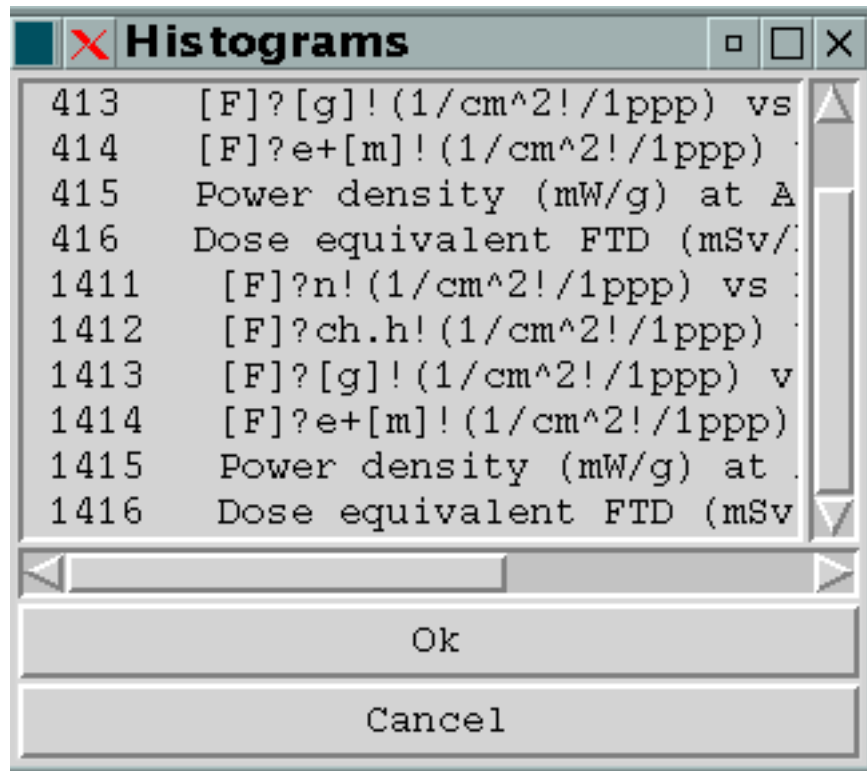 Histograms
413 [F]?[g]!(1/cm^2!/1ppp) vs
414 [F]?e+[m]!(1/cm^2!/1ppp)
415 Power density (mW/g) at A
416 Dose equivalent FTD (mSv/
1411 [F]?n!(1/cm^2!/1ppp) vs
1412 [F]?ch.h!(1/cm^2!/1ppp)
1413 [F]?[g]!(1/cm^2!/1ppp) v
1414 [F]?e+[m]!(1/cm^2!/1ppp)
1415 Power density (mW/g) at
1416 Dose equivalent FTD (mSv
Ok
Cancel